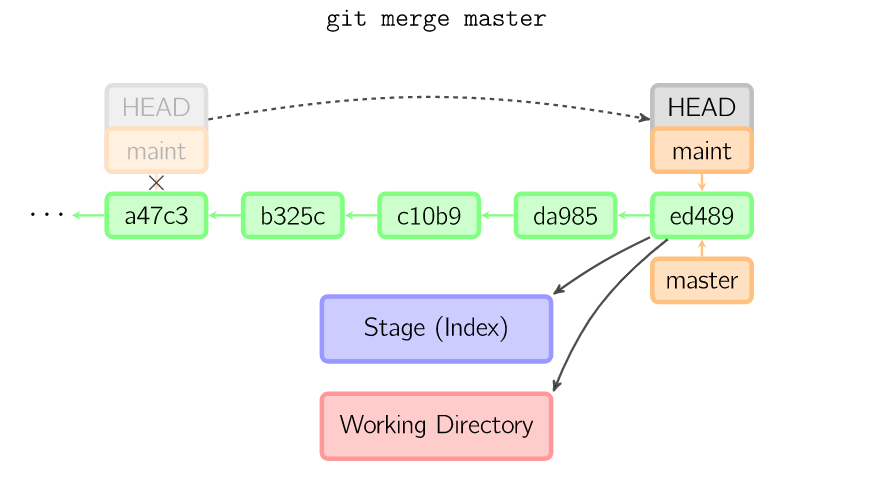 git merge master
HEAD HEAD
maint maint
··· a47c3 b325c c10b9 da985 ed489
master
Stage (Index)
Working Directory